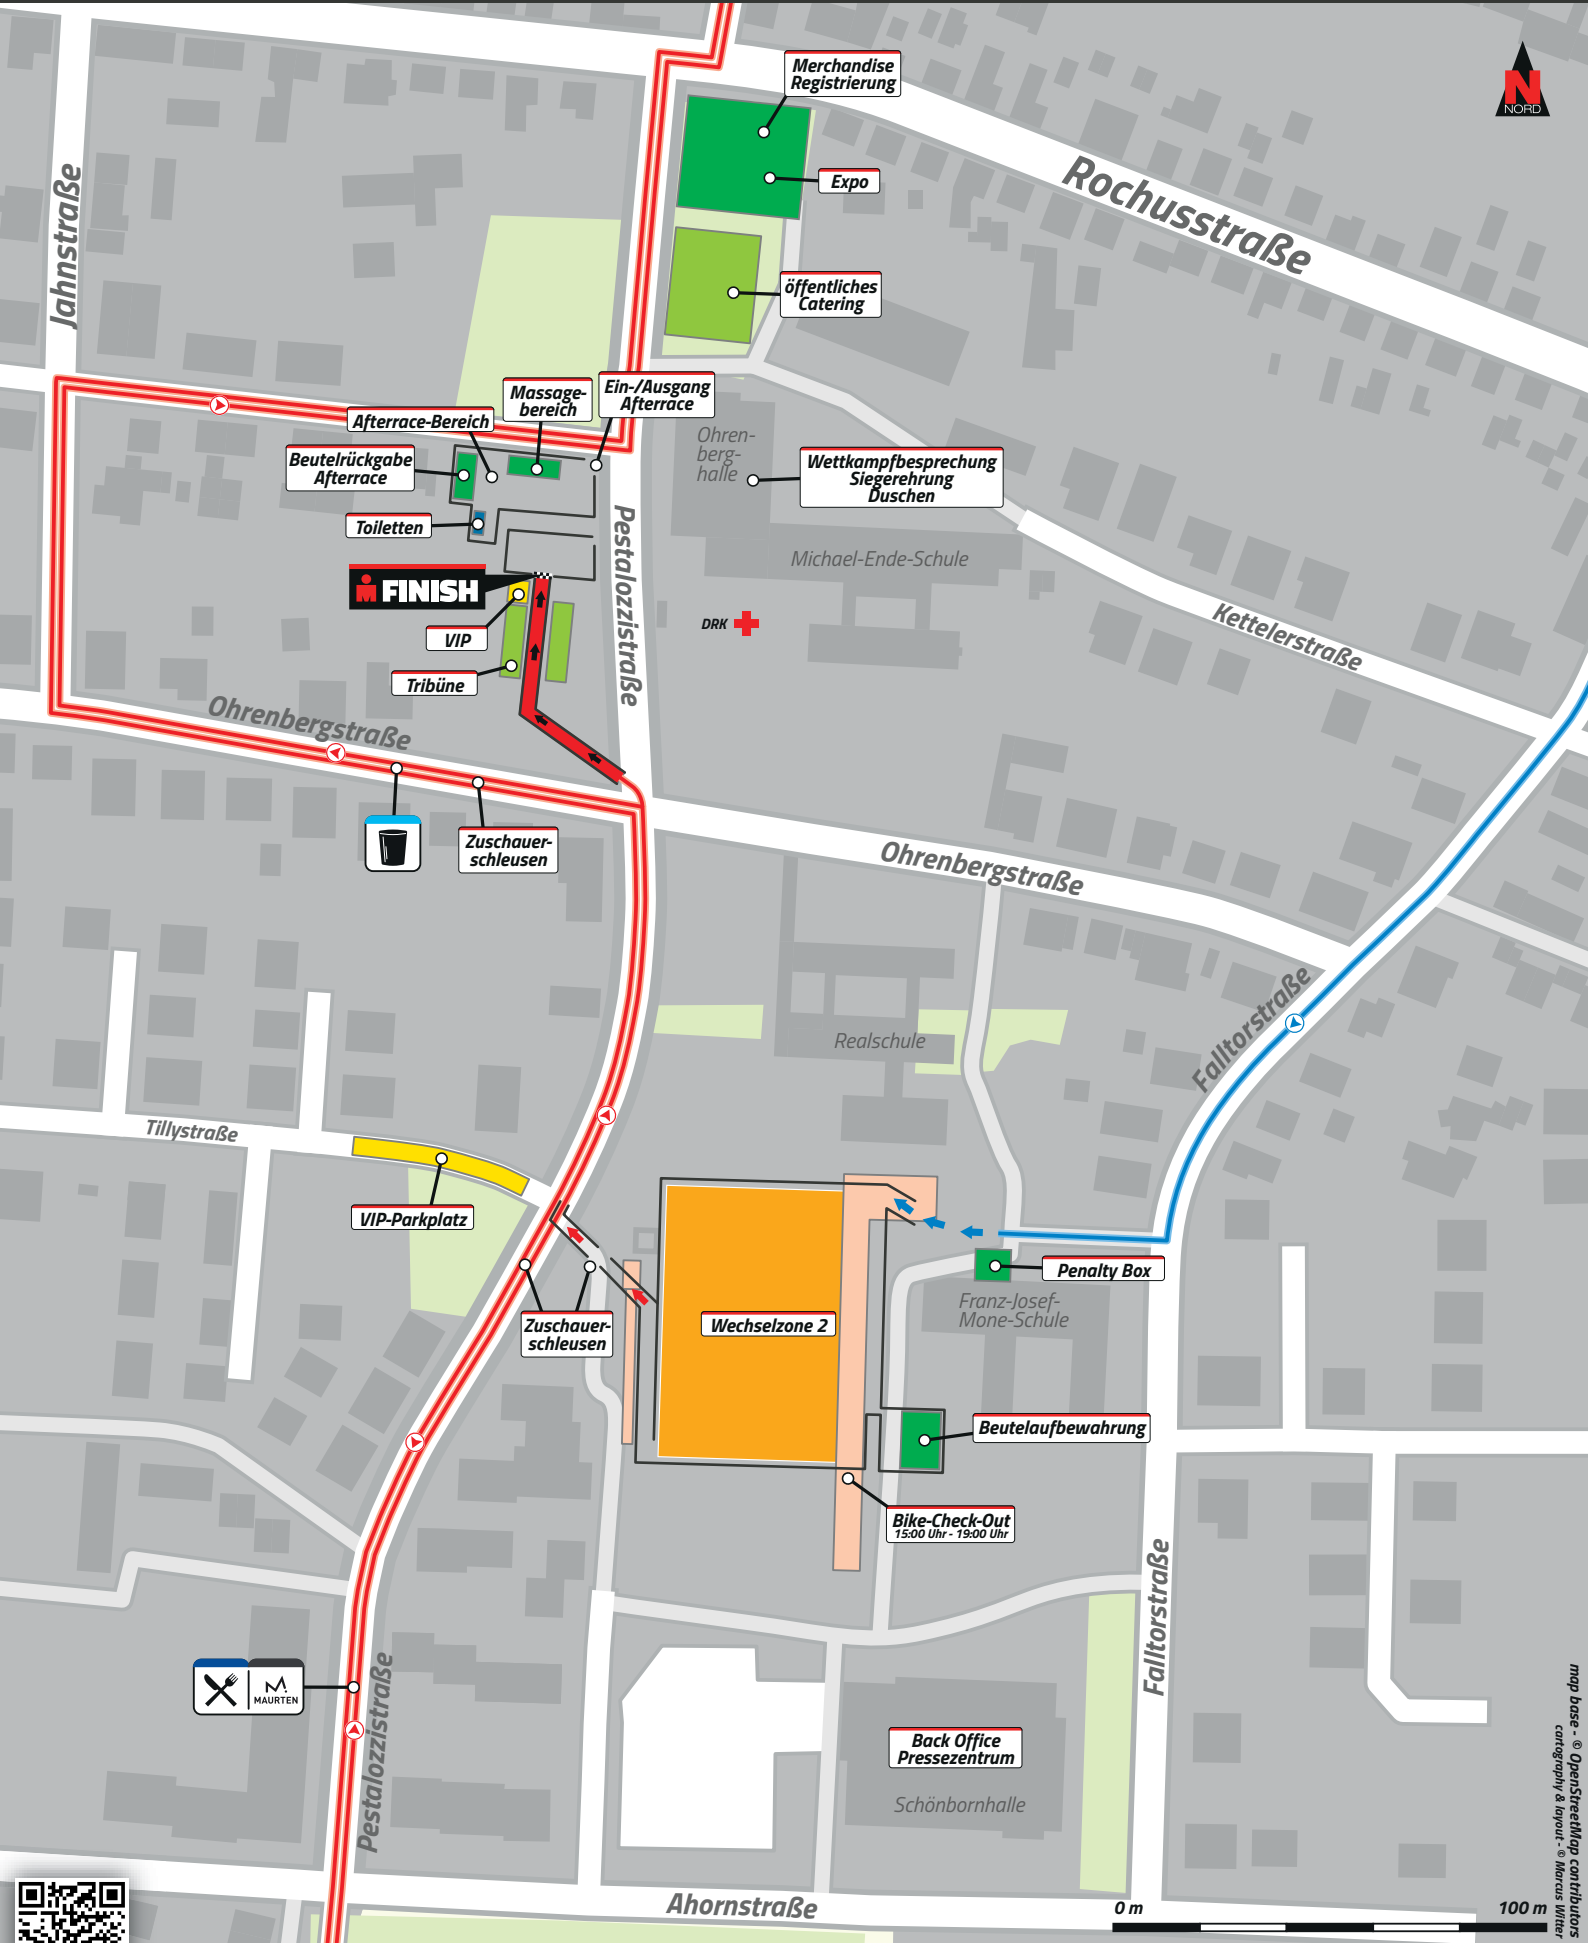 Merchandise
Registrierung
N
NORD
Expo
Rochusstraße
Jahnstraße
öffentliches
Catering
Massage-
bereich
Ein-/Ausgang
Afterrace
Afterrace-Bereich
Beutelrückgabe
Afterrace
Ohren-
berg-
halle
Wettkampfbesprechung
Siegerehrung
Duschen
Toiletten
Pestalozzistraße
Michael-Ende-Schule
FINISH
DRK
VIP
Kettelerstraße
Tribüne
Ohrenbergstraße
Zuschauer-
schleusen
Ohrenbergstraße
Falltorstraße
Realschule
Tillystraße
VIP-Parkplatz
Penalty Box
Franz-Josef-
Mone-Schule
Zuschauer-
schleusen
Wechselzone 2
Beutelaufbewahrung
Bike-Check-Out
15:00 Uhr - 19:00 Uhr
Falltorstraße
MAURTEN
Pestalozzistraße
Back Office
Pressezentrum
Schönbornhalle
Ahornstraße
0 m
100 m
map base - © OpenStreetMap contributors
cartography & layout - © Marcus Witter